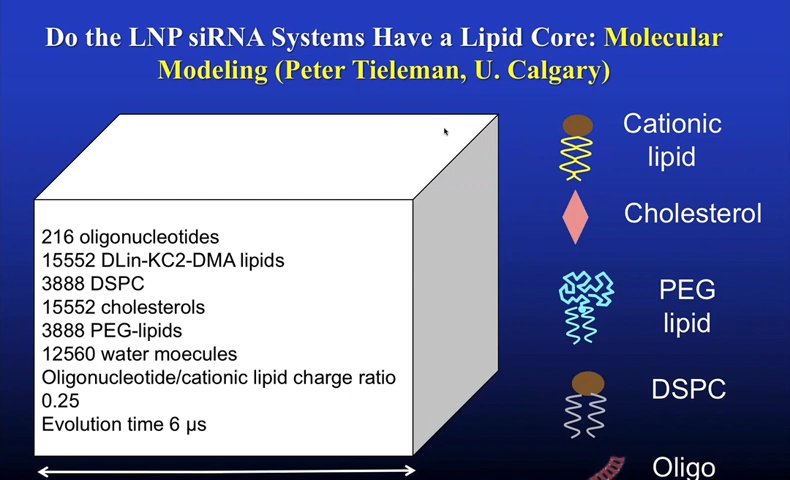 Do the LNP siRNA Systems Have a Lipid Core: Molecular
Modeling (Peter Tieleman, U. Calgary)
216 oligonucleotides
15552 DLin-KC2-DMA lipids
3888 DSPC
15552 cholesterols
3888 PEG-lipids
12560 water moecules
Oligonucleotide/cationic lipid charge ratio
0.25
Evolution time 6 µs
Cationic
lipid
Cholesterol
PEG
lipid
DSPC
Oligo